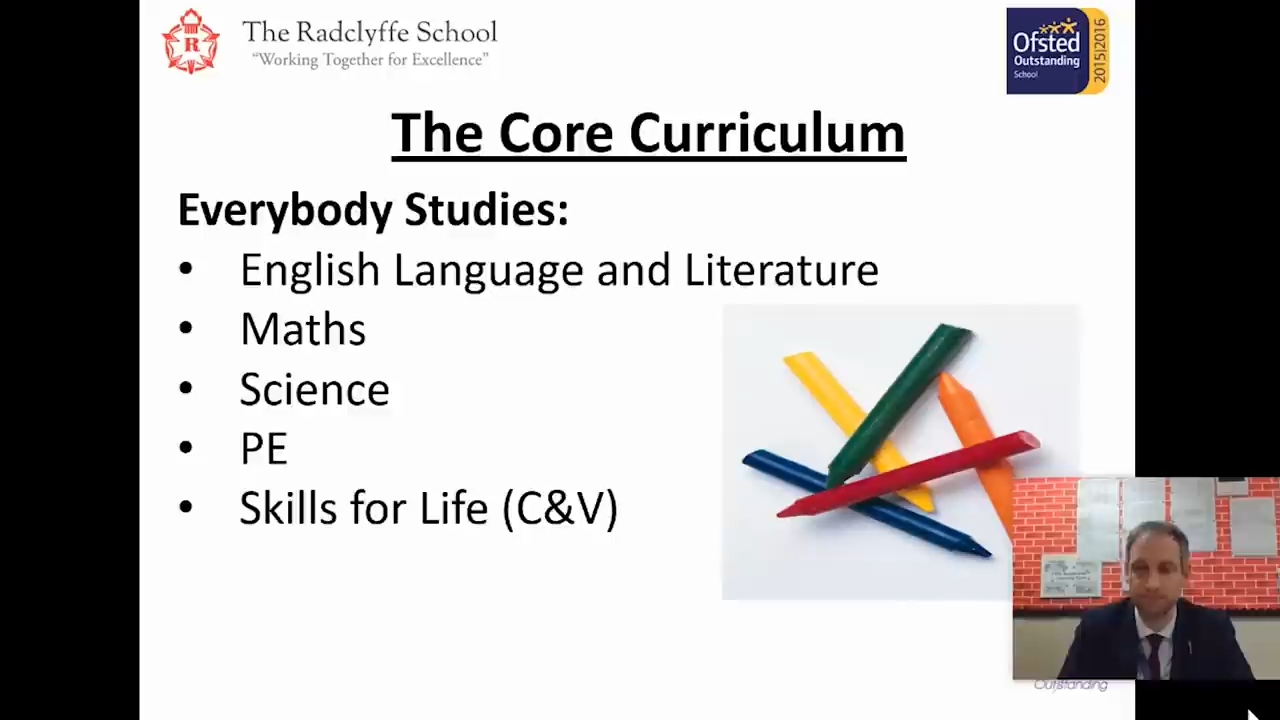 The Radclyffe School
“Working Together for Excellence”
Ofsted
Outstanding
School
2015|2016
The Core Curriculum
Everybody Studies:
• English Language and Literature
• Maths
• Science
• PE
• Skills for Life (C&V)
Outstanding